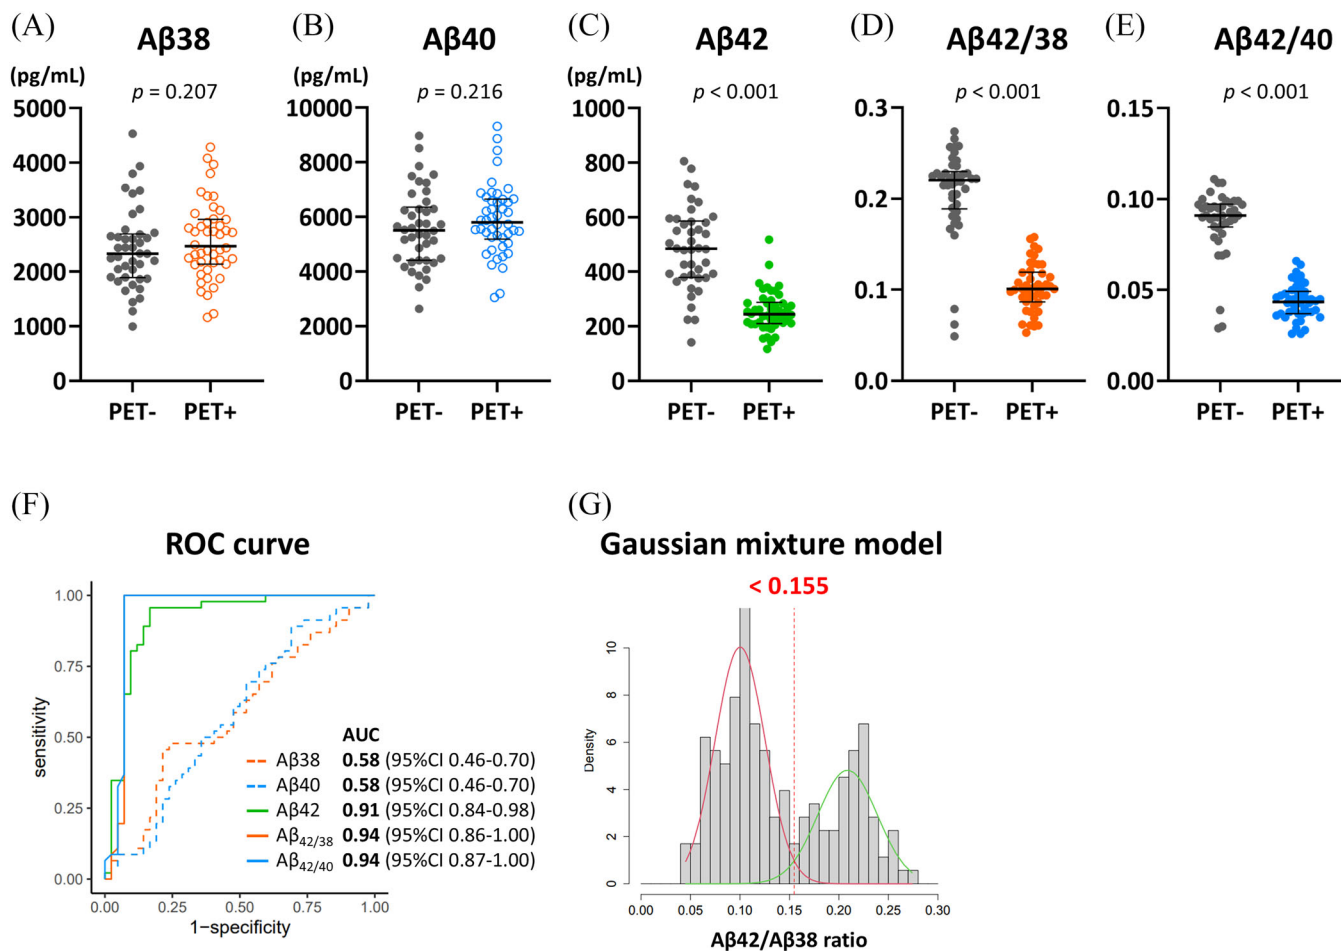 (A) (B) (C) (D) (E)
Aβ38 Aβ40 Aβ42 Aβ42/38 Aβ42/40
(pg/mL) (pg/mL) (pg/mL)
p = 0.207 p = 0.216 p < 0.001 p < 0.001 p < 0.001
5000 10000 1000 0.3 0.15
4000 8000 800
3000 6000 600 0.2 0.10
2000 4000 400 0.1 0.05
1000 2000 200
0 0 0 0.0 0.00
PET- PET+ PET- PET+ PET- PET+ PET- PET+ PET- PET+
(F) (G)
ROC curve
Gaussian mixture model
< 0.155
sensitivity
1.00
0.75
0.50
0.25
0.00
AUC
Aβ38 0.58 (95%CI 0.46-0.70)
Aβ40 0.58 (95%CI 0.46-0.70)
Aβ42 0.91 (95%CI 0.84-0.98)
Aβ42/38 0.94 (95%CI 0.86-1.00)
Aβ42/40 0.94 (95%CI 0.87-1.00)
0.00 0.25 0.50 0.75 1.00
1−specificity
Density
10
8
6
4
2
0
0.00 0.05 0.10 0.15 0.20 0.25 0.30
Aβ42/Aβ38 ratio